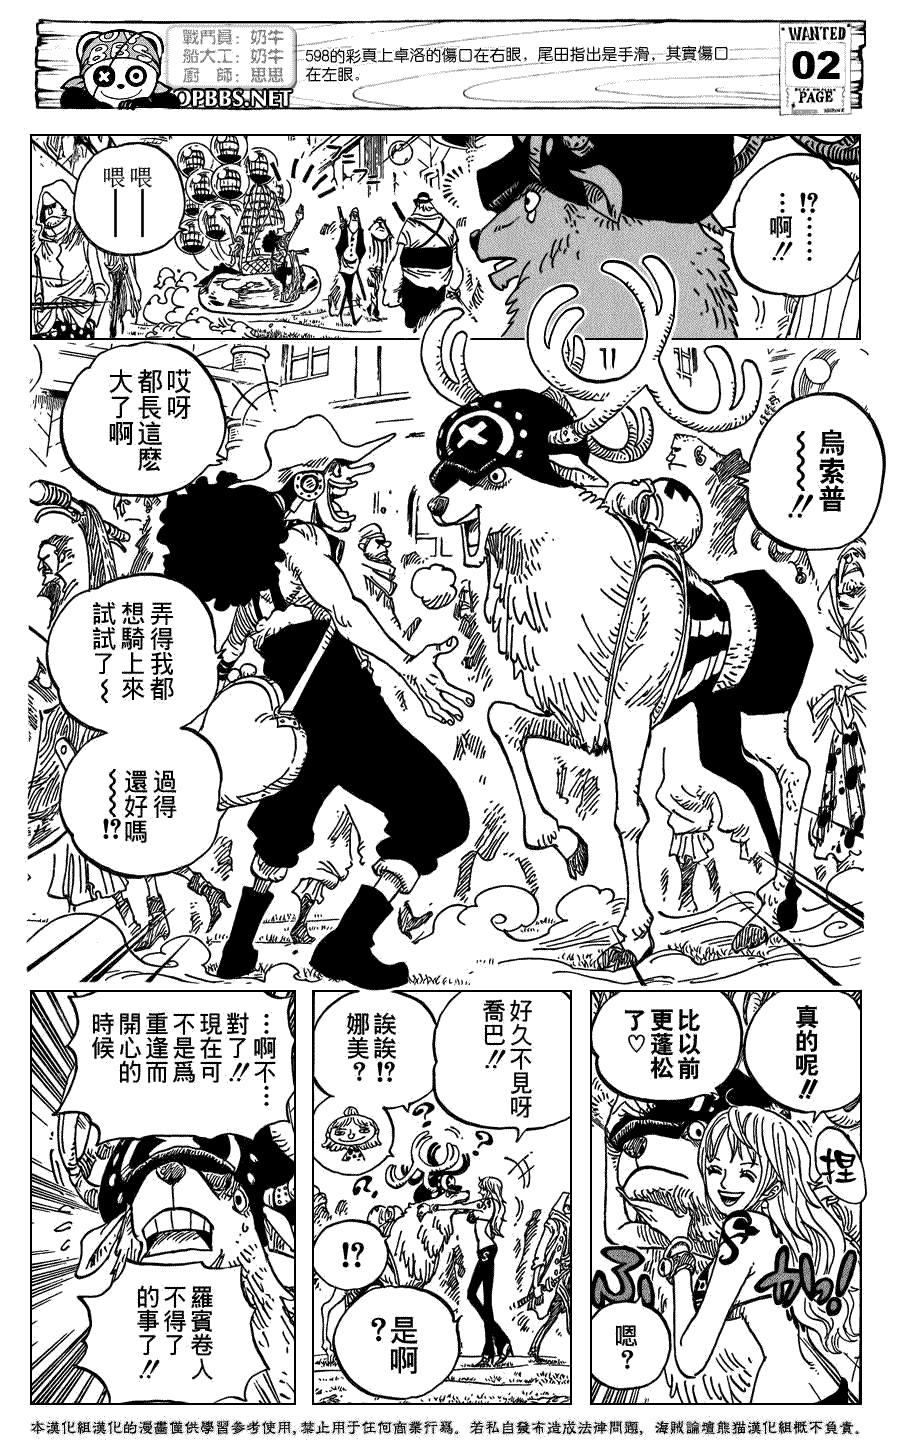 戰鬥員：奶牛
船大工：奶牛
廚　師：思思
OPBBS.NET
598的彩頁上卓洛的傷口在右眼，尾田指出是手滑，其實傷口
在左眼。
WANTED
02
PAGE
!?……
…啊!!
喂喂
——
烏索普
～～!!
哎呀
都長這麼
大了啊
弄得我都
想騎上來
試試了～
過得
還好嗎
～～!?
真的呢!!
比以前
更蓬松
了♡
捏
ふ
かっ!
嗯？
好久不見呀
喬巴!!
誒誒!?
娜美？
!?
是啊
？
…啊不…
對了!!
現在可
不是爲
重逢而
開心的
時候
羅賓卷人
不得了
的事了!!
本漢化組漢化的漫畫僅供學習參考使用，禁止用于任何商業行爲。若私自發布造成法律問題，海賊論壇熊猫漢化組概不負責。